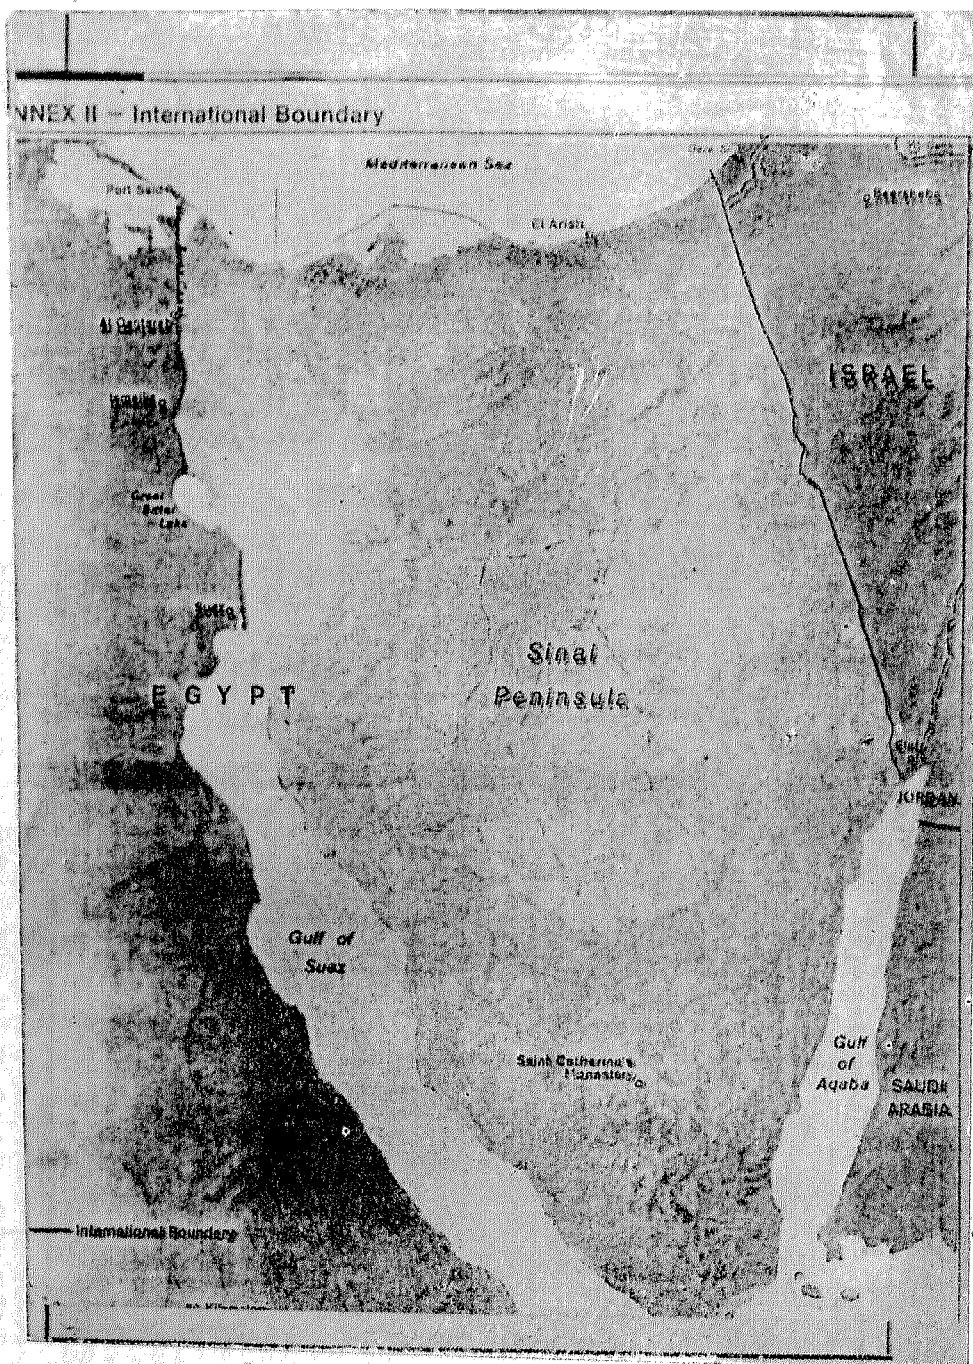 NNEX II — International Boundary
Mediterranean Sea
Port Said
Beersheba
El Arish
ISRAEL
Great
Bitter
Lake
Sinai
Peninsula
EGYPT
JORDAN
Gulf of
Suez
Gulf
of
Aqaba
Saint Catherine's
Monastery
SAUDI
ARABIA
International Boundary